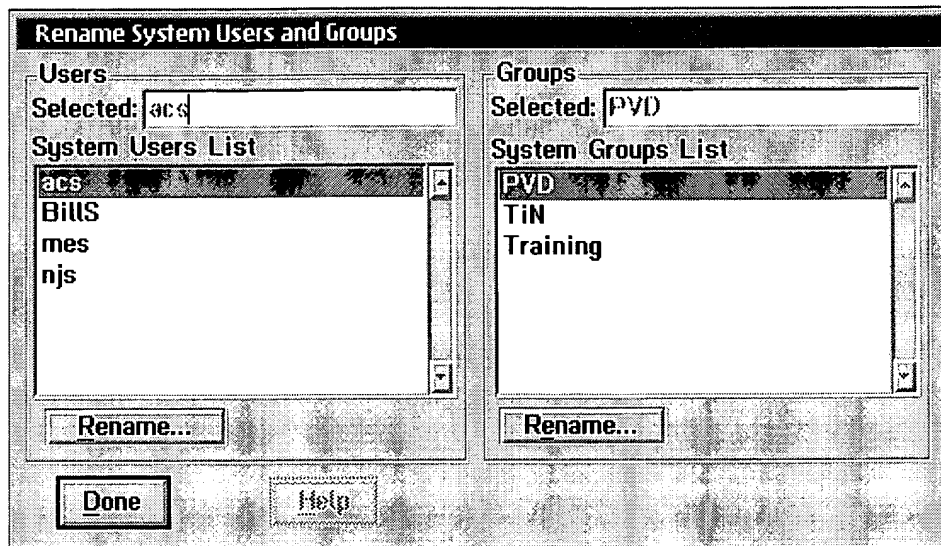 Rename System Users and Groups
Users
Selected: acs
System Users List
acs
BillS
mes
njs
Rename...
Groups
Selected: PVD
System Groups List
PVD
TiN
Training
Rename...
Done
Help